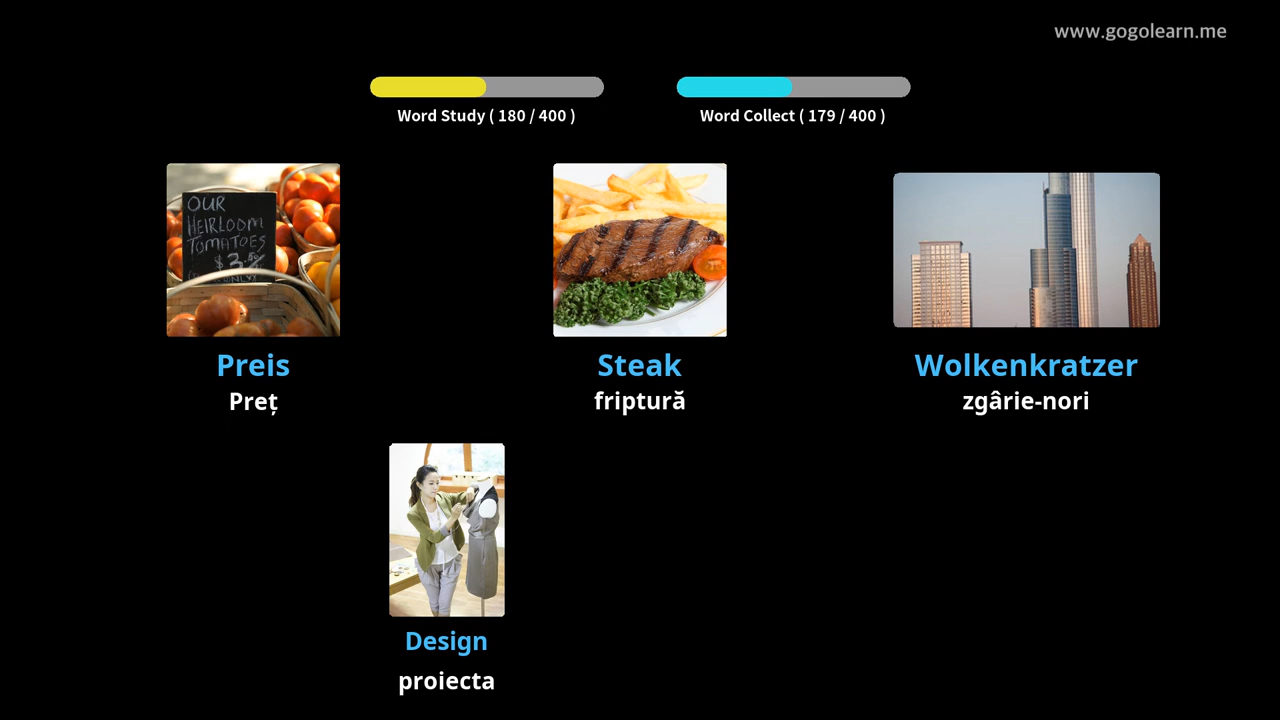 www.gogolearn.me
Word Study ( 180 / 400 )
Word Collect ( 179 / 400 )
OUR
HEIRLOOM
TOMATOES
Preis
Preț
Steak
friptură
Wolkenkratzer
zgârie-nori
Design
proiecta